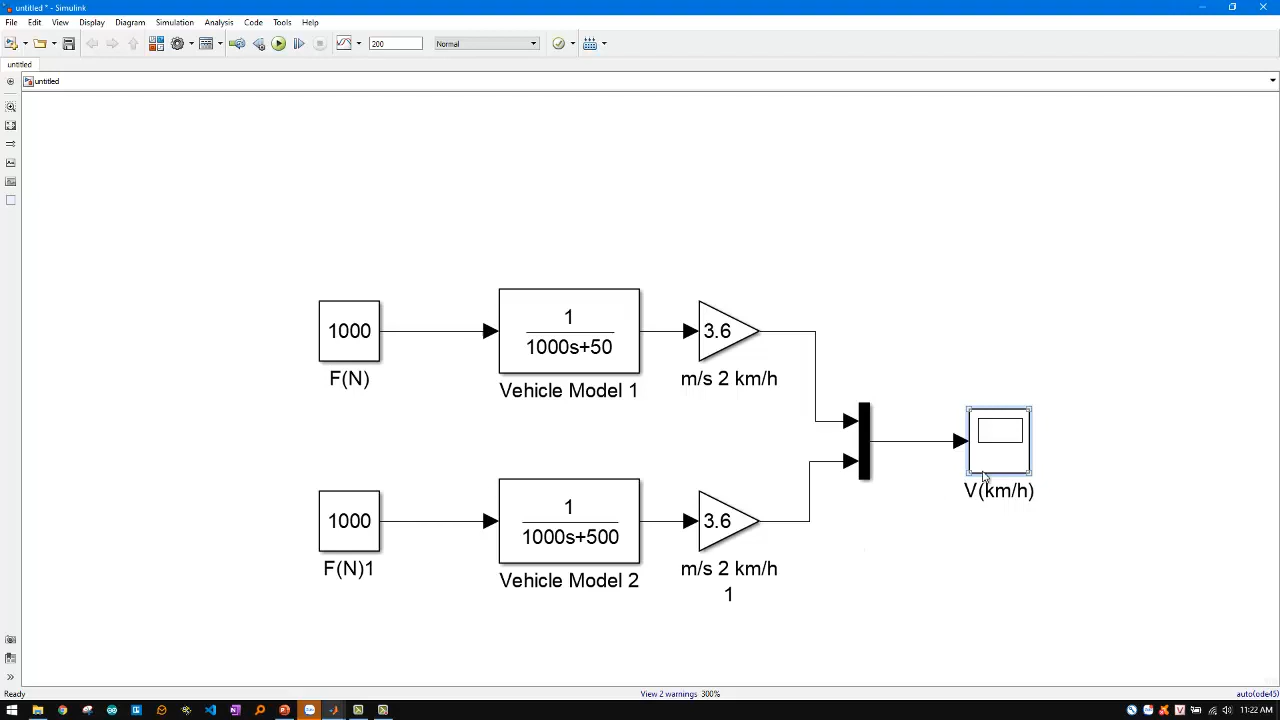 untitled * - Simulink
File Edit View Display Diagram Simulation Analysis Code Tools Help
200 Normal
untitled
untitled
1000
F(N)
1
1000s+50
Vehicle Model 1
3.6
m/s 2 km/h
V(km/h)
1000
F(N)1
1
1000s+500
Vehicle Model 2
3.6
m/s 2 km/h
1
Ready View 2 warnings 300% auto(ode45)
11:22 AM